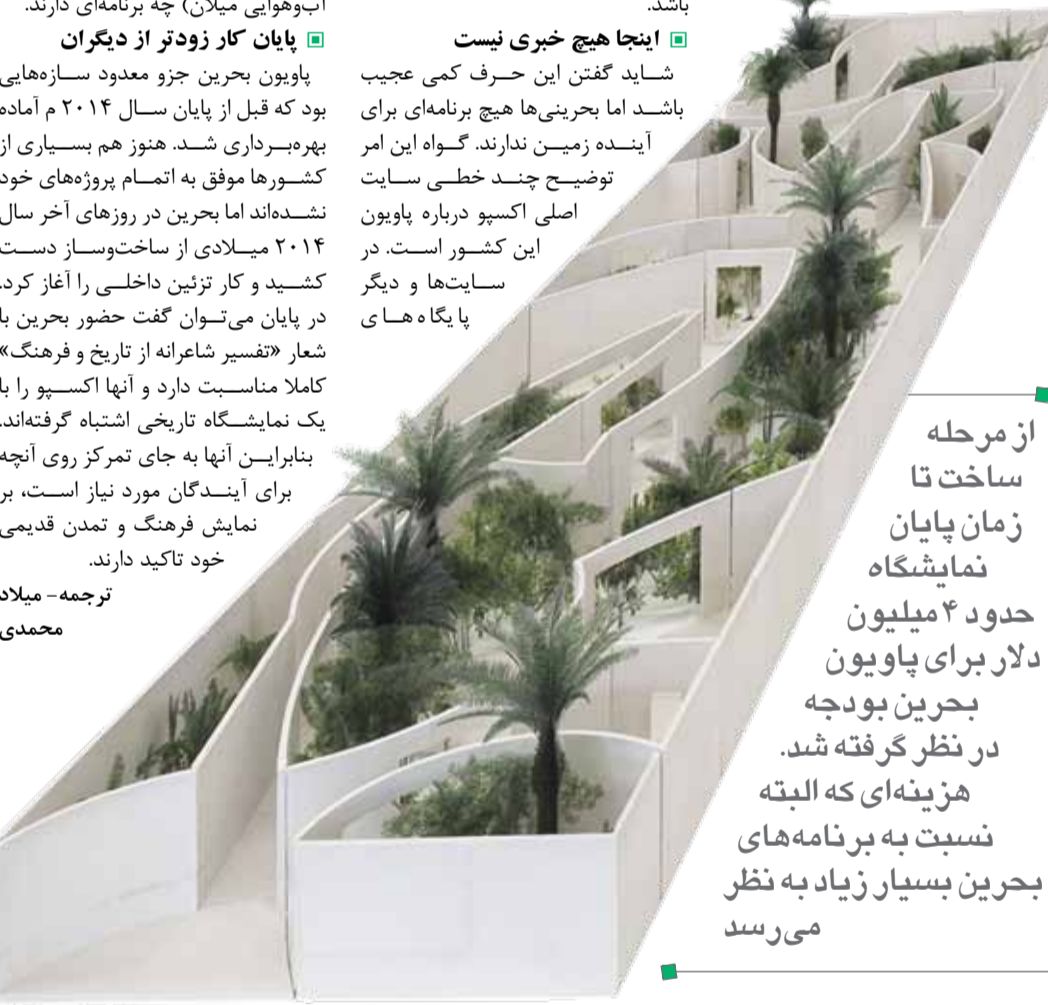 باشد.
اینجا هیچ خبری نیست
شاید گفتن این حرف کمی عجیب
باشد اما بحرینی‌ها هیچ برنامه‌ای برای
آینده زمین ندارند. گواه این امر
توضیح چند خطی سایت
اصلی اکسپو درباره پاویون
این کشور است. در
سایت‌ها و دیگر
پایگاه‌های
آب‌وهوایی میلان) چه برنامه‌ای دارند.
پایان کار زودتر از دیگران
پاویون بحرین جزو معدود سازه‌هایی
بود که قبل از پایان سال ۲۰۱۴ م آماده
بهره‌برداری شد. هنوز هم بسیاری از
کشورها موفق به اتمام پروژه‌های خود
نشده‌اند اما بحرین در روزهای آخر سال
۲۰۱۴ میلادی از ساخت‌وساز دست
کشید و کار تزئین داخلی را آغاز کرد.
در پایان می‌توان گفت حضور بحرین با
شعار «تفسیر شاعرانه از تاریخ و فرهنگ»
کاملا مناسبت دارد و آنها اکسپو را با
یک نمایشگاه تاریخی اشتباه گرفته‌اند.
بنابراین آنها به جای تمرکز روی آنچه
برای آیندگان مورد نیاز است، بر
نمایش فرهنگ و تمدن قدیمی
خود تاکید دارند.
ترجمه- میلاد
محمدی
از مرحله
ساخت تا
زمان پایان
نمایشگاه
حدود ۴میلیون
دلار برای پاویون
بحرین بودجه
در نظر گرفته شد.
هزینه‌ای که البته
نسبت به برنامه‌های
بحرین بسیار زیاد به نظر
می‌رسد